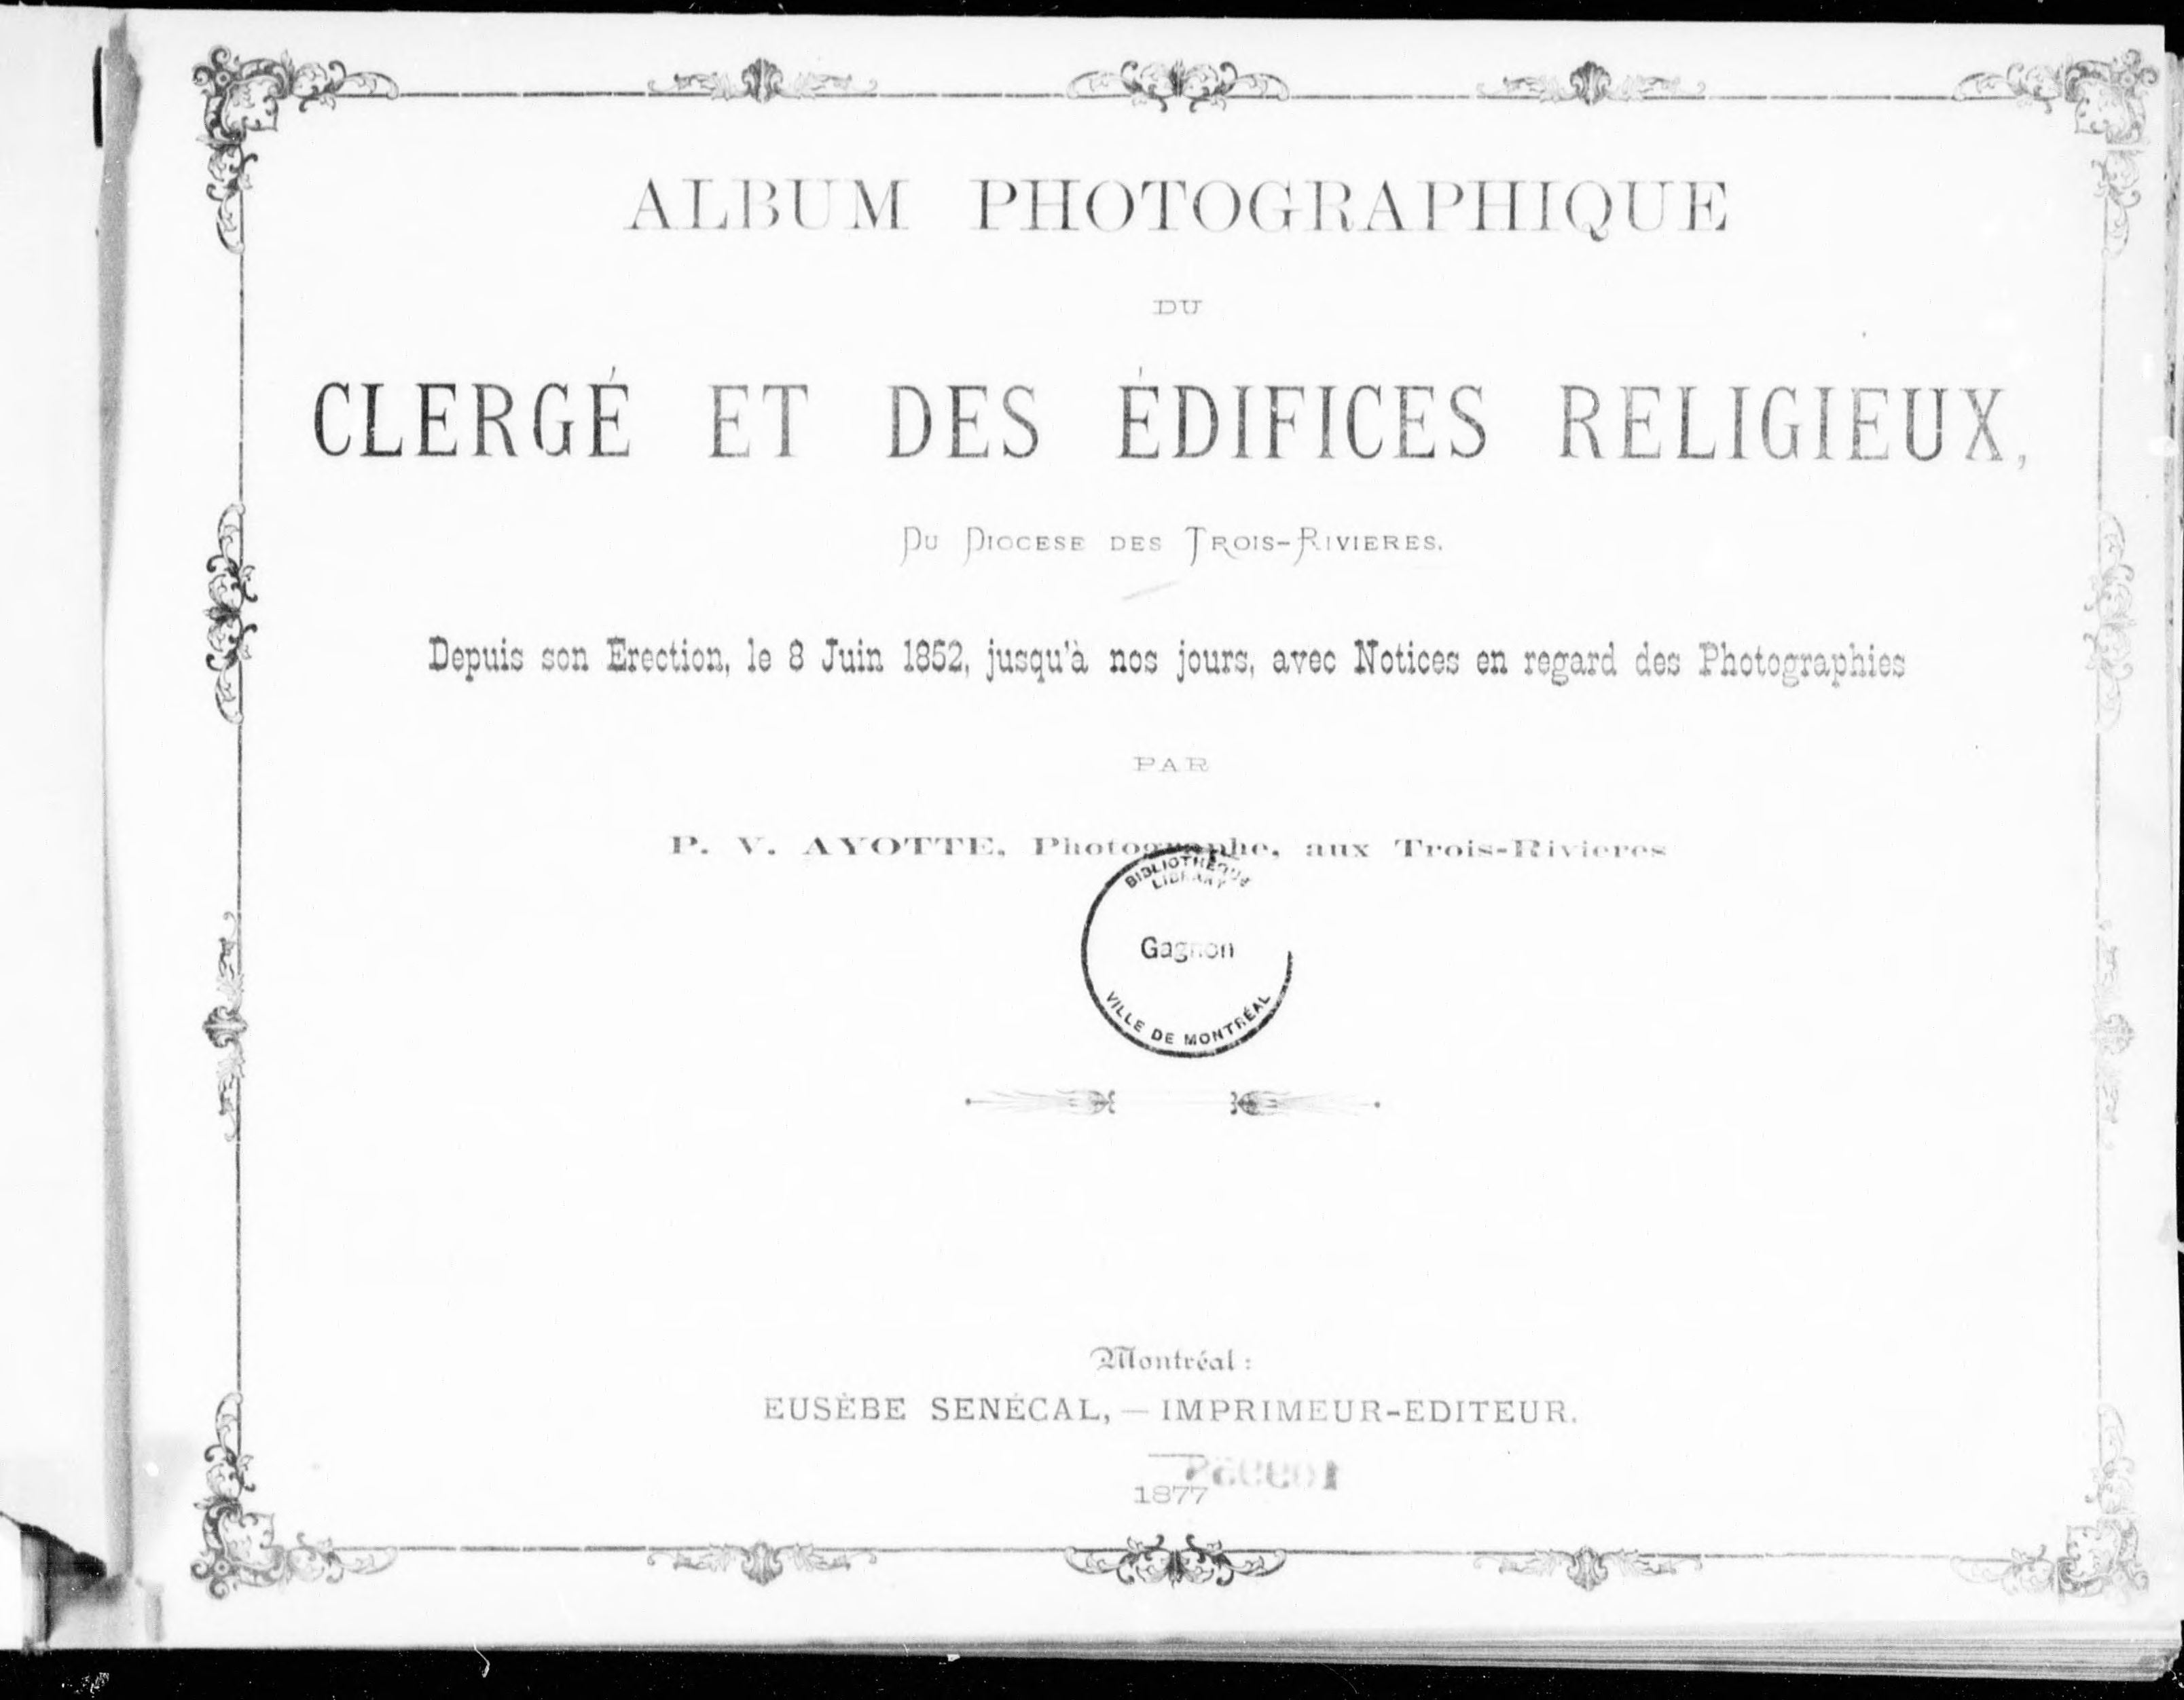 ALBUM PHOTOGRAPHIQUE
DU
CLERGÉ ET DES ÉDIFICES RELIGIEUX,
DU DIOCESE DES TROIS-RIVIERES.
Depuis son Erection, le 8 Juin 1852, jusqu'à nos jours, avec Notices en regard des Photographies
PAR
P. V. AYOTTE, Photographe, aux Trois-Rivieres
BIBLIOTHÈQUE
LIBRARY
Gagnon
VILLE DE MONTRÉAL
Montréal :
EUSÈBE SENÉCAL, — IMPRIMEUR-EDITEUR.
1877